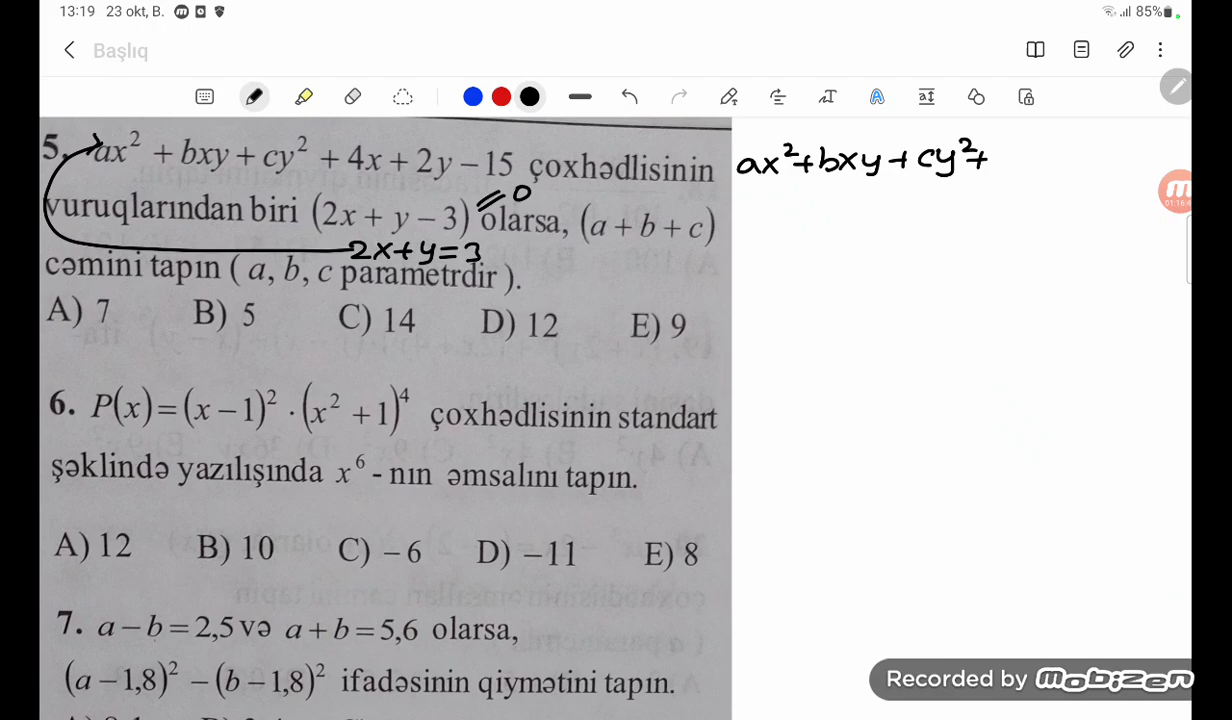 13:19 23 okt, B. 85%
Başlıq
5. ax² + bxy + cy² + 4x + 2y − 15 çoxhədlisinin
vuruqlarından biri (2x + y − 3) = 0 olarsa, (a + b + c)
2x+y=3
cəmini tapın ( a, b, c parametrdir ).
A) 7 B) 5 C) 14 D) 12 E) 9
ax²+bxy+cy²+
01:16:4
6. P(x) = (x − 1)² · (x² + 1)⁴ çoxhədlisinin standart
şəklində yazılışında x⁶ - nın əmsalını tapın.
A) 12 B) 10 C) − 6 D) −11 E) 8
7. a − b = 2,5 və a + b = 5,6 olarsa,
(a − 1,8)² − (b − 1,8)² ifadəsinin qiymətini tapın.
Recorded by mobizen